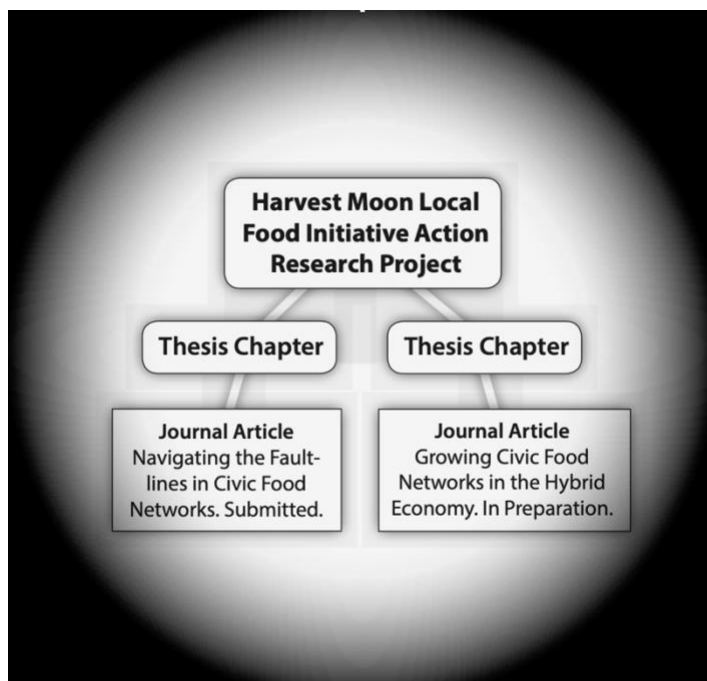 Harvest Moon Local
Food Initiative Action
Research Project
Thesis Chapter
Thesis Chapter
Journal Article
Navigating the Fault-
lines in Civic Food
Networks. Submitted.
Journal Article
Growing Civic Food
Networks in the Hybrid
Economy. In Preparation.